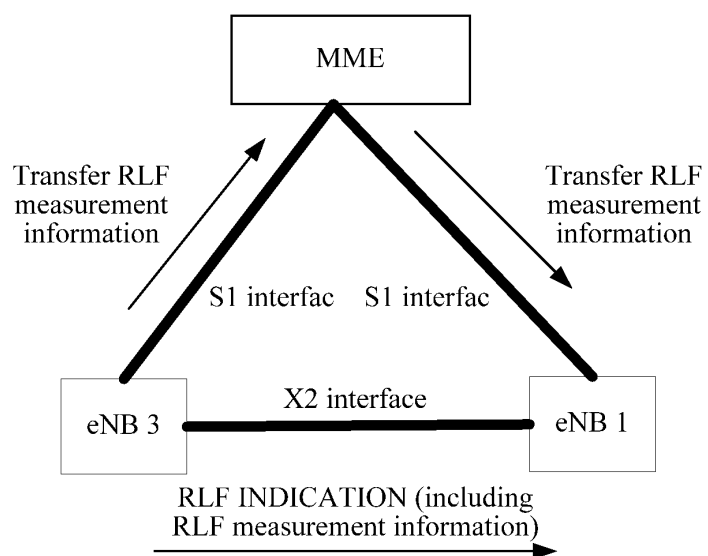 MME
Transfer RLF
measurement
information
Transfer RLF
measurement
information
S1 interfac
S1 interfac
X2 interface
eNB 3
eNB 1
RLF INDICATION (including
RLF measurement information)